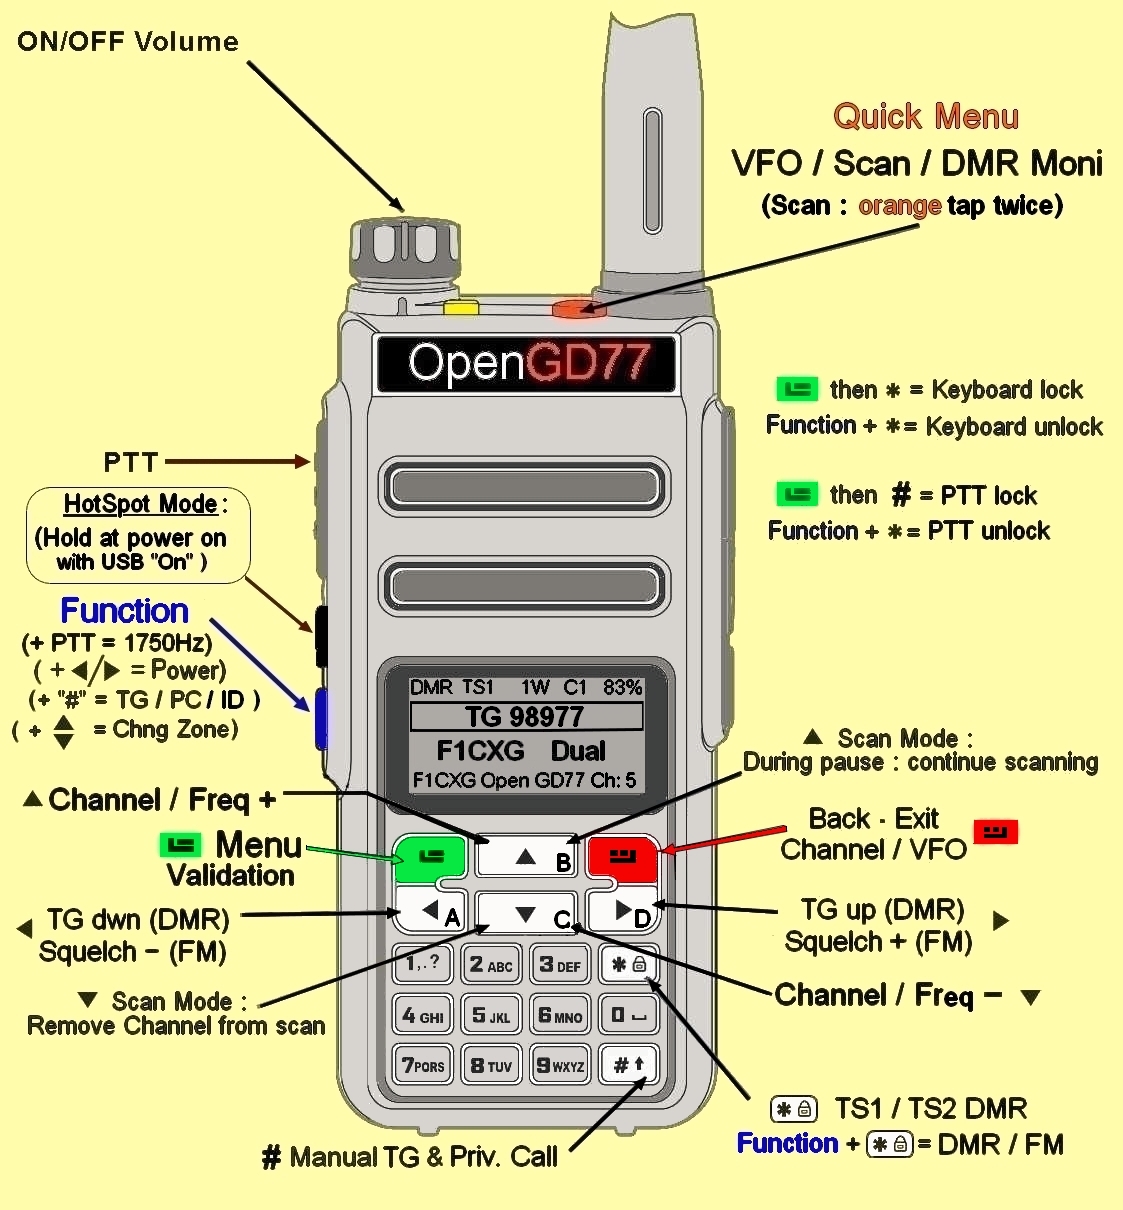 ON/OFF Volume
Quick Menu
VFO / Scan / DMR Moni
(Scan : orange tap twice)
OpenGD77
then * = Keyboard lock
Function + *= Keyboard unlock
then # = PTT lock
Function + *= PTT unlock
PTT
HotSpot Mode :
(Hold at power on
with USB "On" )
Function
(+ PTT = 1750Hz)
( + ◀/▶ = Power)
(+ "#" = TG / PC / ID )
( + ▲▼ = Chng Zone)
DMR TS1 1W C1 83%
TG 98977
F1CXG Dual
F1CXG Open GD77 Ch: 5
▲ Scan Mode :
During pause : continue scanning
▲ Channel / Freq +
Menu
Validation
Back - Exit
Channel / VFO
▲ B
◀ A
▼ C
▶ D
◀ TG dwn (DMR)
Squelch − (FM)
TG up (DMR) ▶
Squelch + (FM)
1,.? 2 ABC 3 DEF *
4 GHI 5 JKL 6 MNO 0
7PQRS 8 TUV 9WXYZ #
▼ Scan Mode :
Remove Channel from scan
Channel / Freq − ▼
* TS1 / TS2 DMR
Function + * = DMR / FM
# Manual TG & Priv. Call